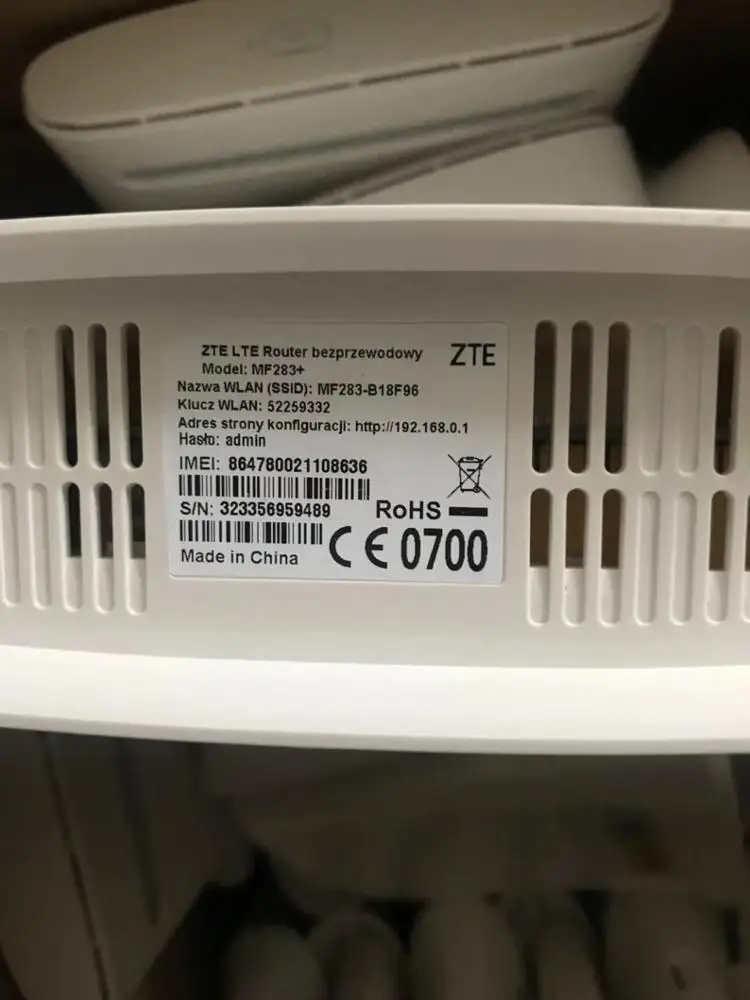 ZTE LTE Router bezprzewodowy ZTE
Model: MF283+
Nazwa WLAN (SSID): MF283-B18F96
Klucz WLAN: 52259332
Adres strony konfiguracji: http://192.168.0.1
Hasło: admin
IMEI: 864780021108636
S/N: 323356959489 RoHS
Made in China CE 0700